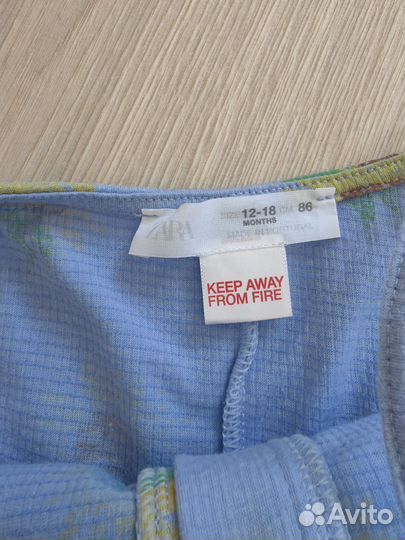 ZARA
SIZE 12-18 CM 86
MONTHS
MADE IN PORTUGAL
KEEP AWAY
FROM FIRE
Avito